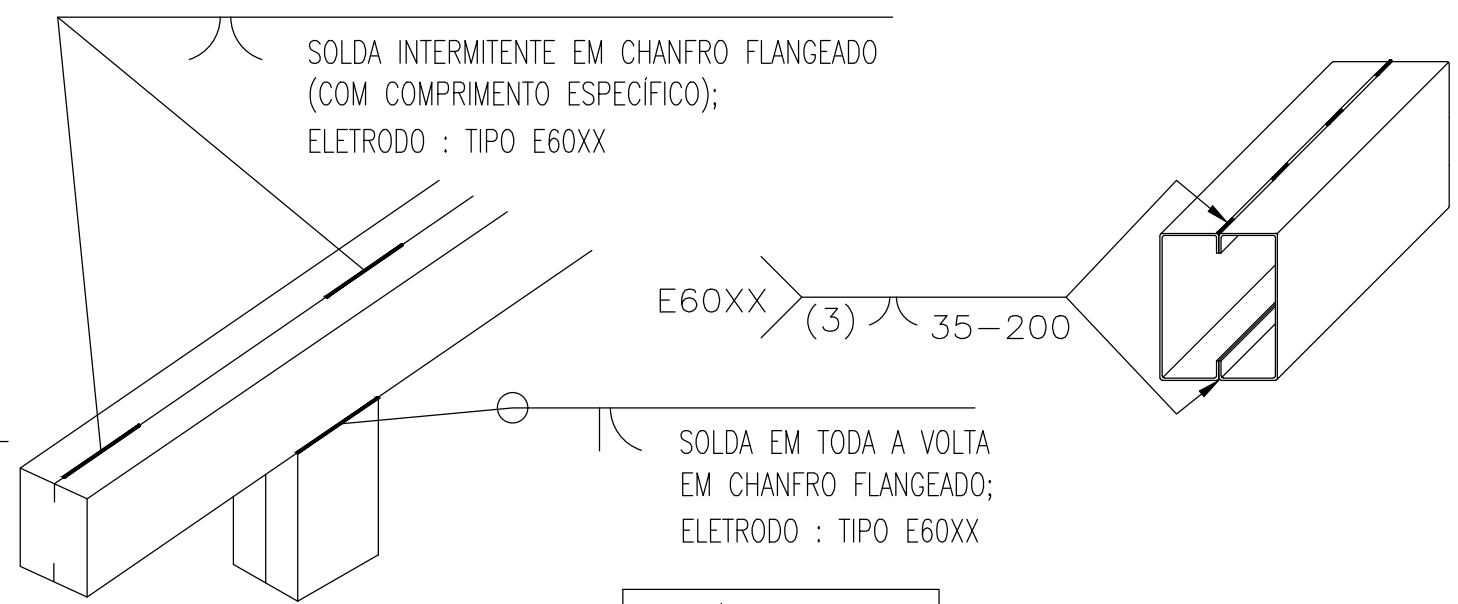 SOLDA INTERMITENTE EM CHANFRO FLANGEADO
(COM COMPRIMENTO ESPECÍFICO);
ELETRODO : TIPO E60XX
E60XX
(3)
35-200
SOLDA EM TODA A VOLTA
EM CHANFRO FLANGEADO;
ELETRODO : TIPO E60XX